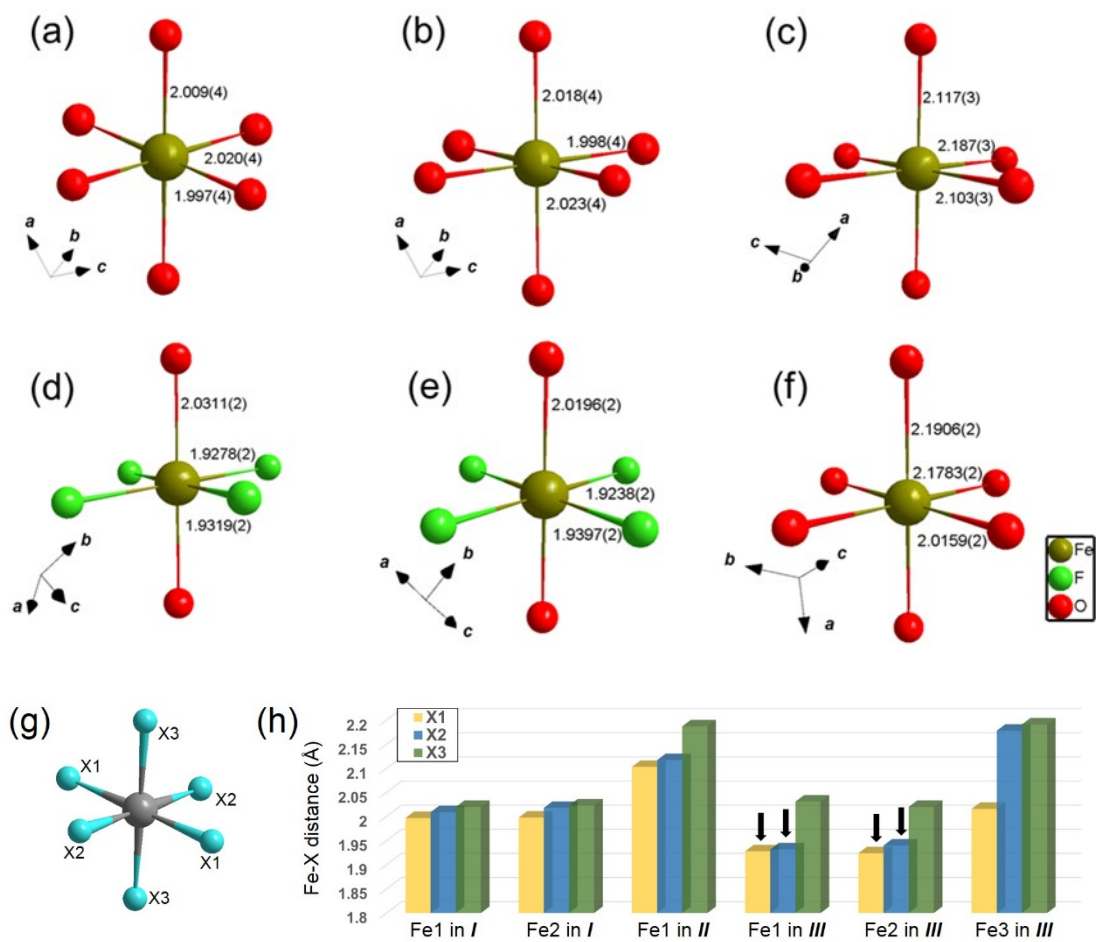 (a)
2.009(4)
2.020(4)
1.997(4)
a
b
c
(b)
2.018(4)
1.998(4)
2.023(4)
a
b
c
(c)
2.117(3)
2.187(3)
2.103(3)
a
c
b
(d)
2.0311(2)
1.9278(2)
1.9319(2)
b
a
c
(e)
2.0196(2)
1.9238(2)
1.9397(2)
a
b
c
(f)
2.1906(2)
2.1783(2)
2.0159(2)
b
c
a
Fe
F
O
(g)
X3
X1
X2
X2
X1
X3
(h)
Fe-X distance (Å)
2.2
2.15
2.1
2.05
2
1.95
1.9
1.85
1.8
X1
X2
X3
Fe1 in I
Fe2 in I
Fe1 in II
Fe1 in III
Fe2 in III
Fe3 in III